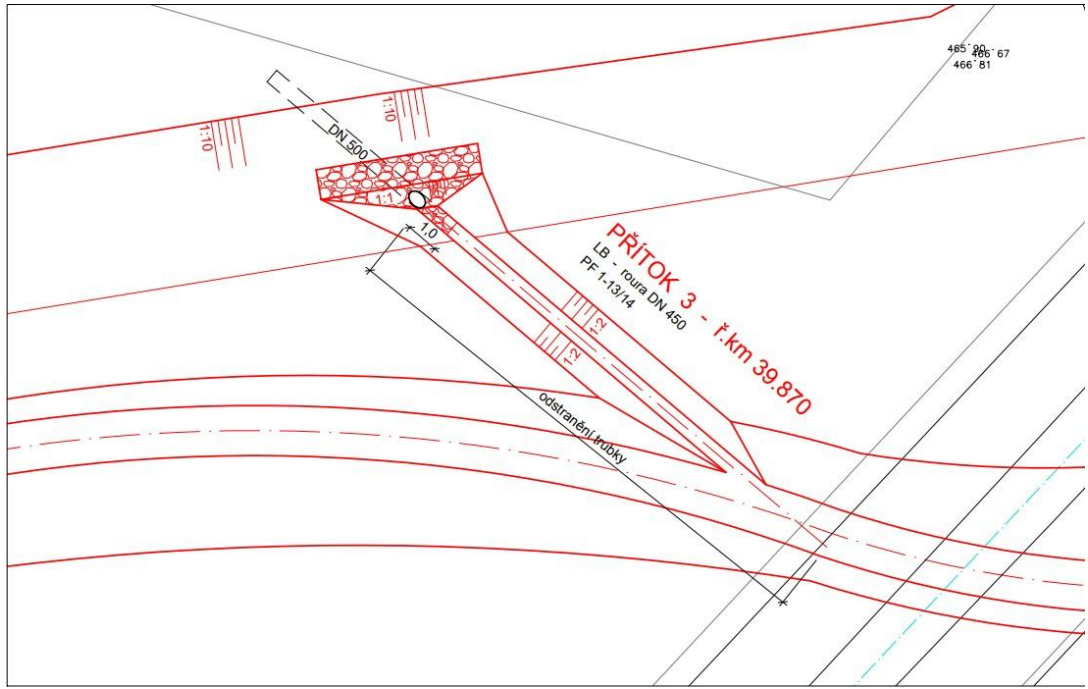 465 90
466 67
466 81
1:10
1:10
DN 500
1:1
1,0
PŘÍTOK 3 - ř.km 39.870
LB - roura DN 450
PF 1-13/14
1:2
1:2
odstranění trubky